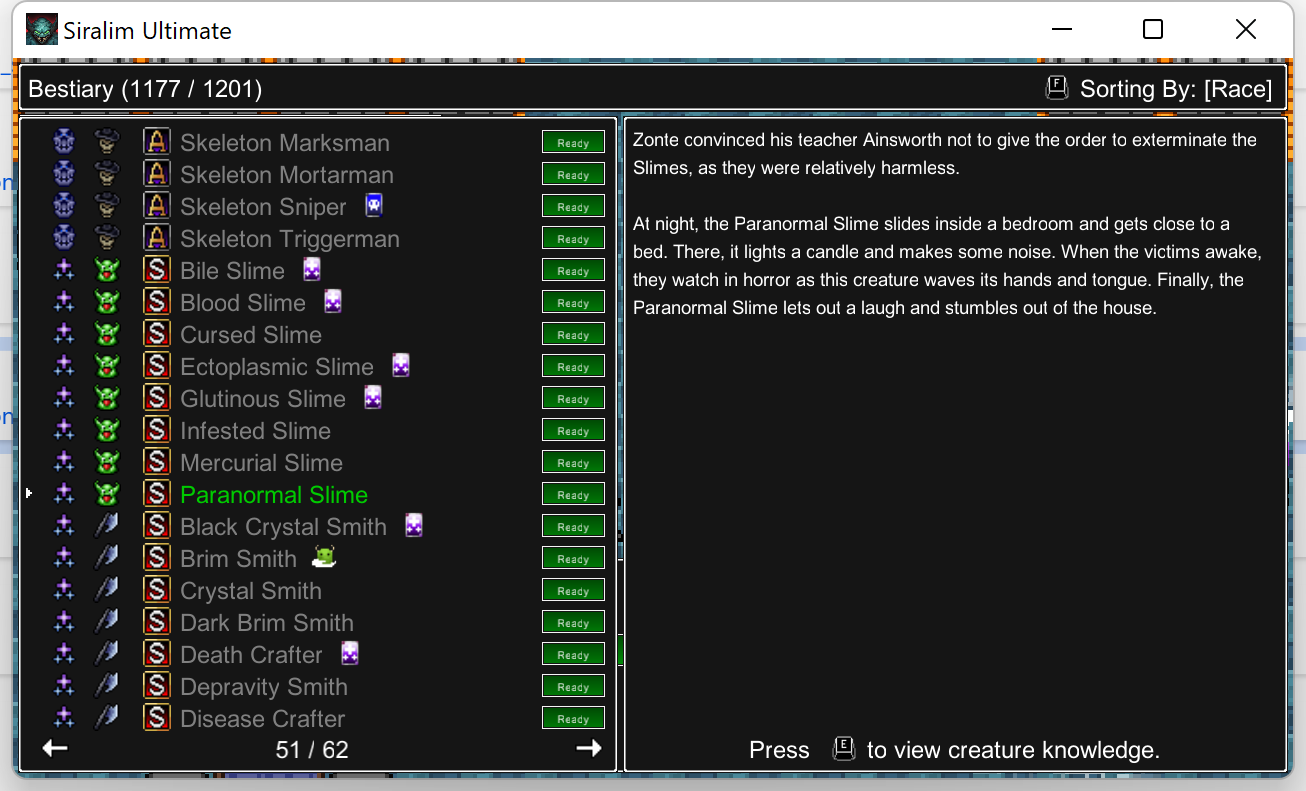 Siralim Ultimate
Bestiary (1177 / 1201)
F Sorting By: [Race]
A Skeleton Marksman Ready
A Skeleton Mortarman Ready
A Skeleton Sniper Ready
A Skeleton Triggerman Ready
S Bile Slime Ready
S Blood Slime Ready
S Cursed Slime Ready
S Ectoplasmic Slime Ready
S Glutinous Slime Ready
S Infested Slime Ready
S Mercurial Slime Ready
S Paranormal Slime Ready
S Black Crystal Smith Ready
S Brim Smith Ready
S Crystal Smith Ready
S Dark Brim Smith Ready
S Death Crafter Ready
S Depravity Smith Ready
S Disease Crafter Ready
51 / 62
Zonte convinced his teacher Ainsworth not to give the order to exterminate the
Slimes, as they were relatively harmless.
At night, the Paranormal Slime slides inside a bedroom and gets close to a
bed. There, it lights a candle and makes some noise. When the victims awake,
they watch in horror as this creature waves its hands and tongue. Finally, the
Paranormal Slime lets out a laugh and stumbles out of the house.
Press E to view creature knowledge.